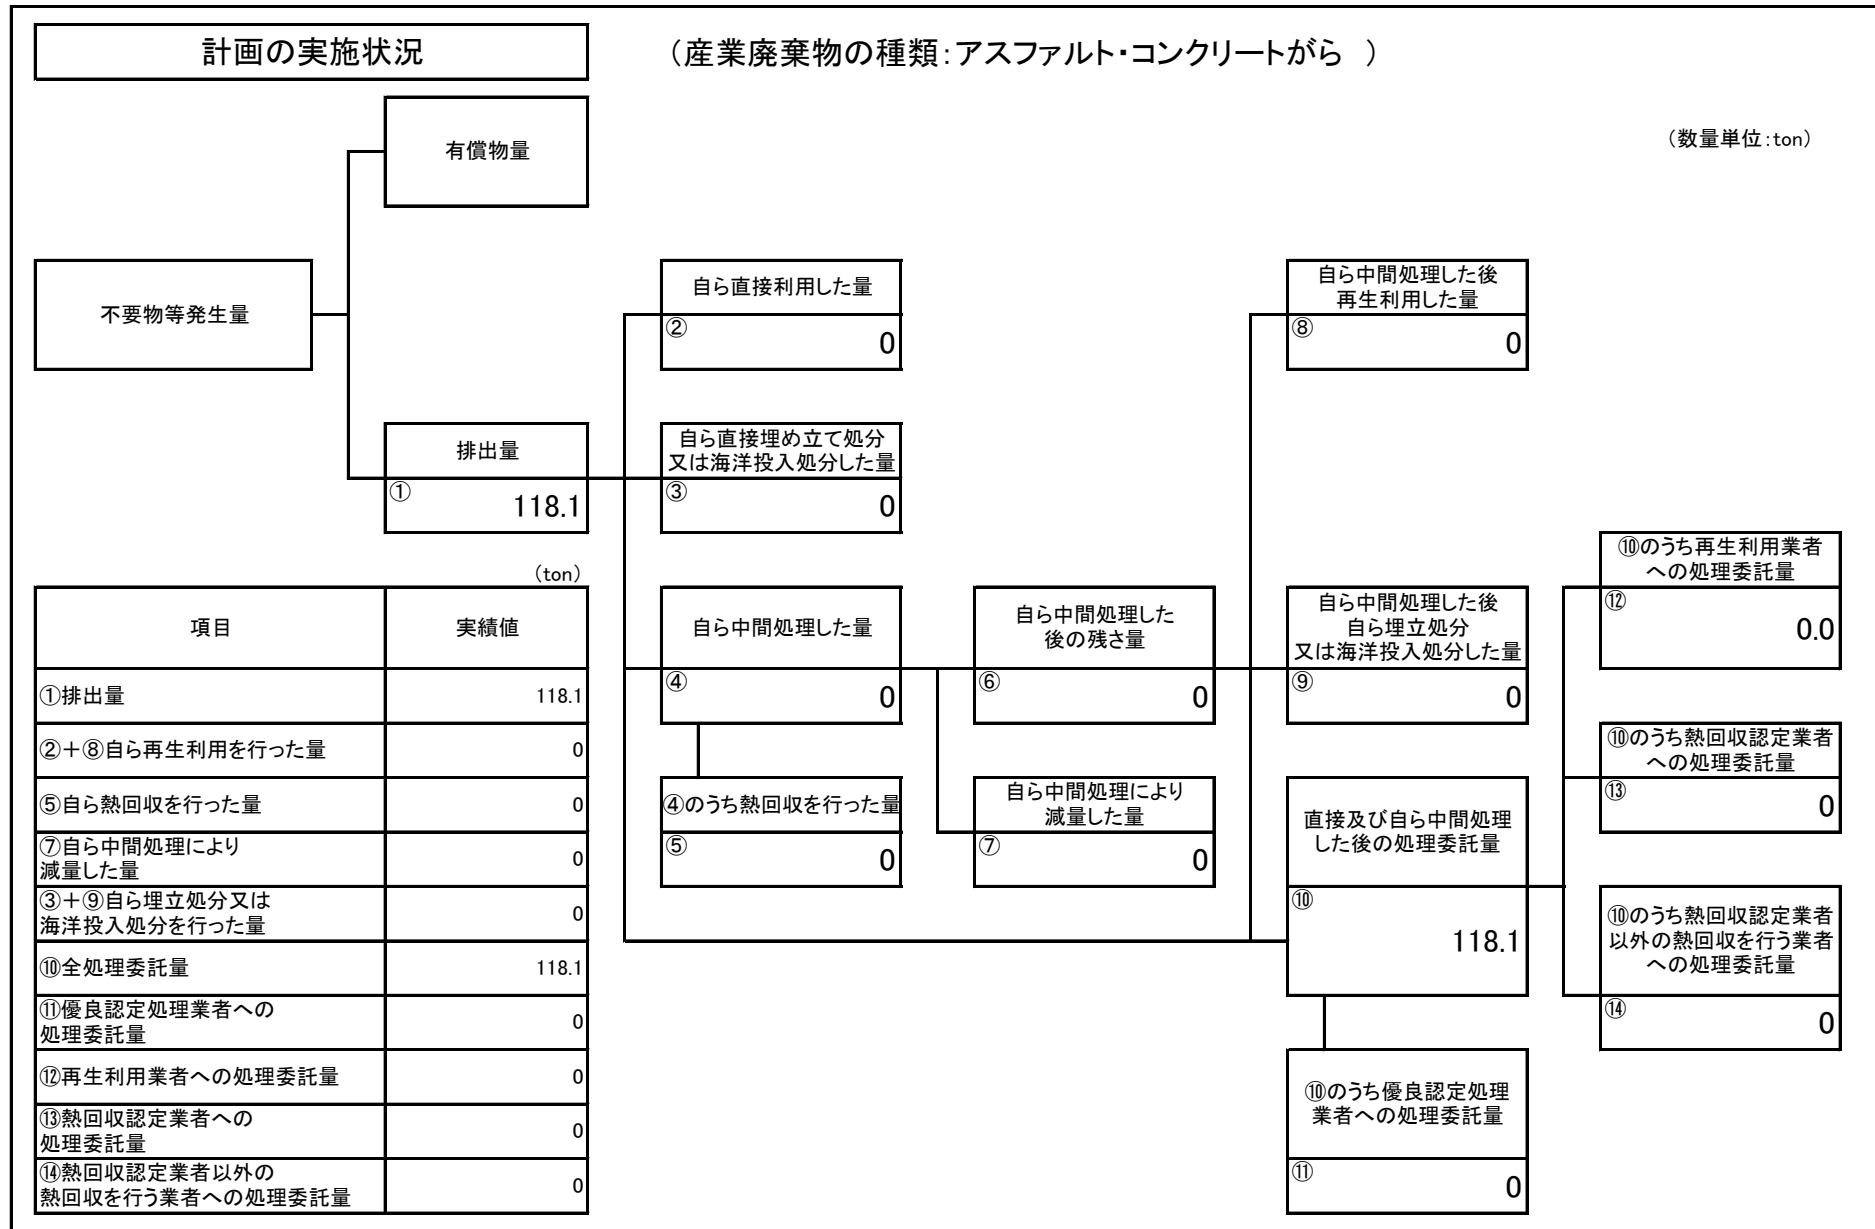 計画の実施状況
（産業廃棄物の種類：アスファルト・コンクリートがら　）
（数量単位：ton）
有償物量
不要物等発生量
自ら直接利用した量
②
0
自ら中間処理した後
再生利用した量
⑧
0
排出量
①
118.1
自ら直接埋め立て処分
又は海洋投入処分した量
③
0
自ら中間処理した量
④
0
自ら中間処理した
後の残さ量
⑥
0
自ら中間処理した後
自ら埋立処分
又は海洋投入処分した量
⑨
0
⑩のうち再生利用業者
への処理委託量
⑫
0.0
④のうち熱回収を行った量
⑤
0
自ら中間処理により
減量した量
⑦
0
直接及び自ら中間処理
した後の処理委託量
⑩
118.1
⑩のうち熱回収認定業者
への処理委託量
⑬
0
⑩のうち熱回収認定業者
以外の熱回収を行う業者
への処理委託量
⑭
0
⑩のうち優良認定処理
業者への処理委託量
⑪
0
（ton）
項目 実績値
①排出量 118.1
②＋⑧自ら再生利用を行った量 0
⑤自ら熱回収を行った量 0
⑦自ら中間処理により
減量した量 0
③＋⑨自ら埋立処分又は
海洋投入処分を行った量 0
⑩全処理委託量 118.1
⑪優良認定処理業者への
処理委託量 0
⑫再生利用業者への処理委託量 0
⑬熱回収認定業者への
処理委託量 0
⑭熱回収認定業者以外の
熱回収を行う業者への処理委託量 0